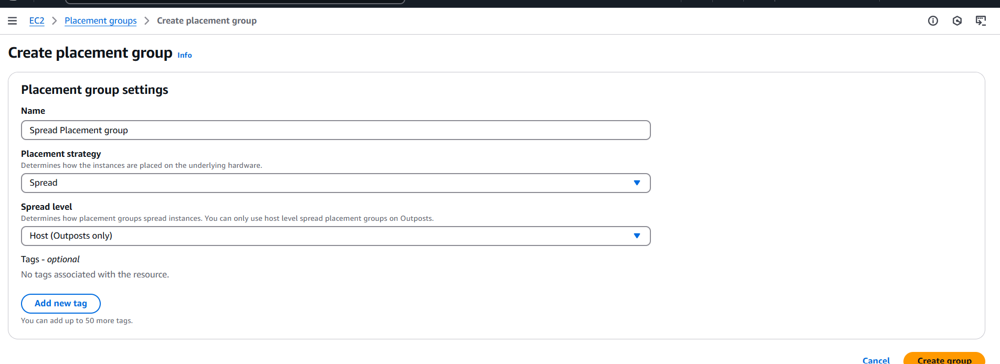 EC2 > Placement groups > Create placement group
Create placement group Info
Placement group settings
Name
Spread Placement group
Placement strategy
Determines how the instances are placed on the underlying hardware.
Spread
Spread level
Determines how placement groups spread instances. You can only use host level spread placement groups on Outposts.
Host (Outposts only)
Tags - optional
No tags associated with the resource.
Add new tag
You can add up to 50 more tags.
Cancel Create group